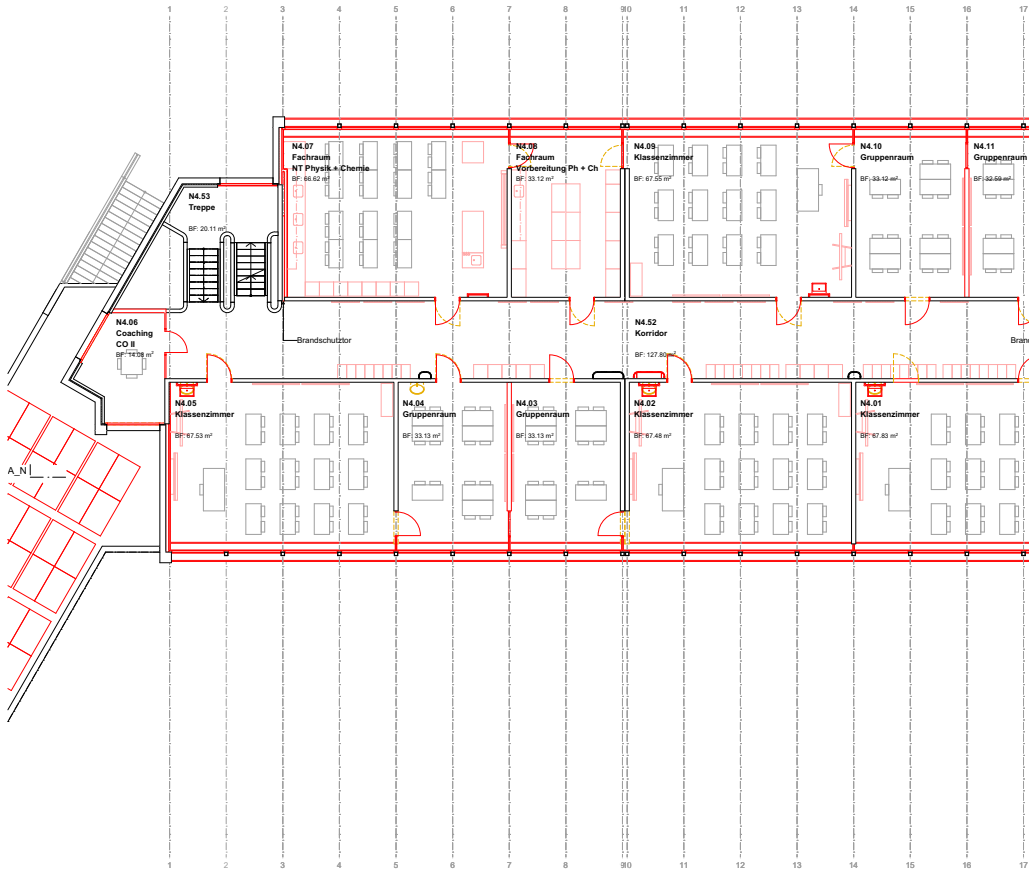 1 2 3 4 5 6 7 8 9 10 11 12 13 14 15 16 17
N4.07
Fachraum
NT Physik + Chemie
BF: 66.62 m²
N4.08
Fachraum
Vorbereitung Ph + Ch
BF: 33.12 m²
N4.09
Klassenzimmer
BF: 67.55 m²
N4.10
Gruppenraum
BF: 33.12 m²
N4.11
Gruppenraum
BF: 32.59 m²
N4.53
Treppe
BF: 20.11 m²
N4.06
Coaching
CO II
BF: 14.08 m²
Brandschutztor
N4.52
Korridor
BF: 127.80 m²
Brand
N4.05
Klassenzimmer
BF: 67.53 m²
N4.04
Gruppenraum
BF: 33.13 m²
N4.03
Gruppenraum
BF: 33.13 m²
N4.02
Klassenzimmer
BF: 67.48 m²
N4.01
Klassenzimmer
BF: 67.83 m²
A_N
1 2 3 4 5 6 7 8 9 10 11 12 13 14 15 16 17